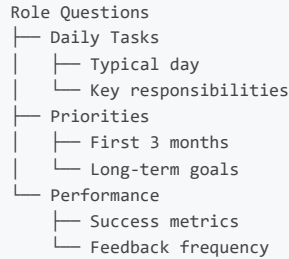 Role Questions
├── Daily Tasks
│   ├── Typical day
│   └── Key responsibilities
├── Priorities
│   ├── First 3 months
│   └── Long-term goals
└── Performance
    ├── Success metrics
    └── Feedback frequency